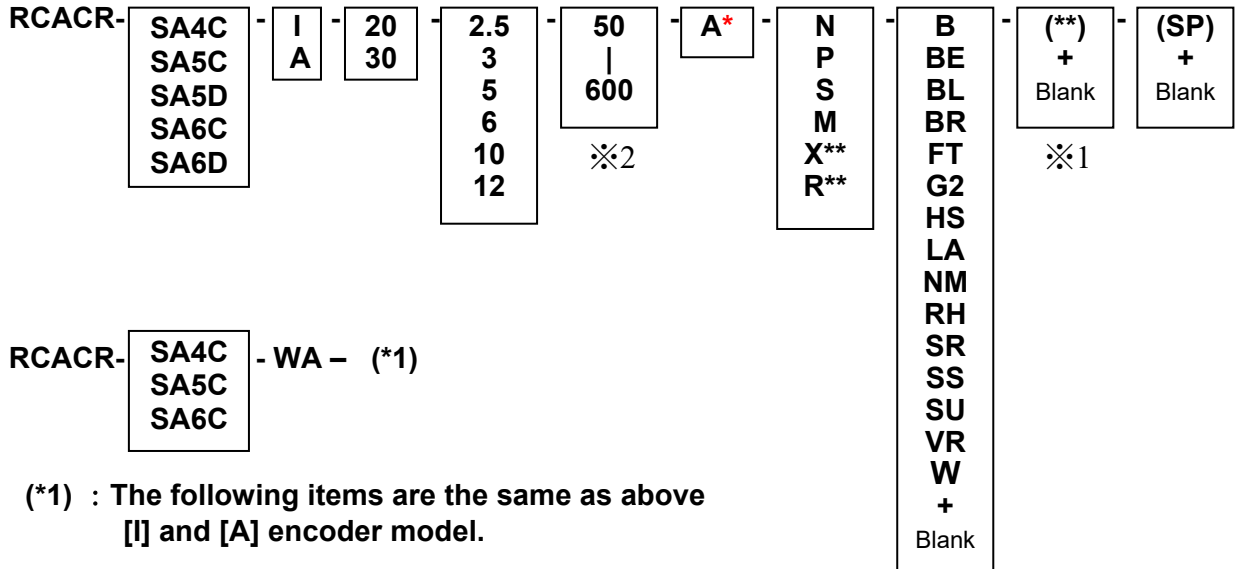 RCACR- SA4C - I - 20 - 2.5 - 50 - A* - N - B - (**) - (SP)
SA5C A 30 3 | P BE + +
SA5D 5 600 S BL Blank Blank
SA6C 6 M BR
SA6D 10 ※2 X** FT ※1
12 R** G2
HS
LA
NM
RH
RCACR- SA4C - WA – (*1) SR
SA5C SS
SA6C SU
VR
W
(*1) : The following items are the same as above +
[I] and [A] encoder model. Blank